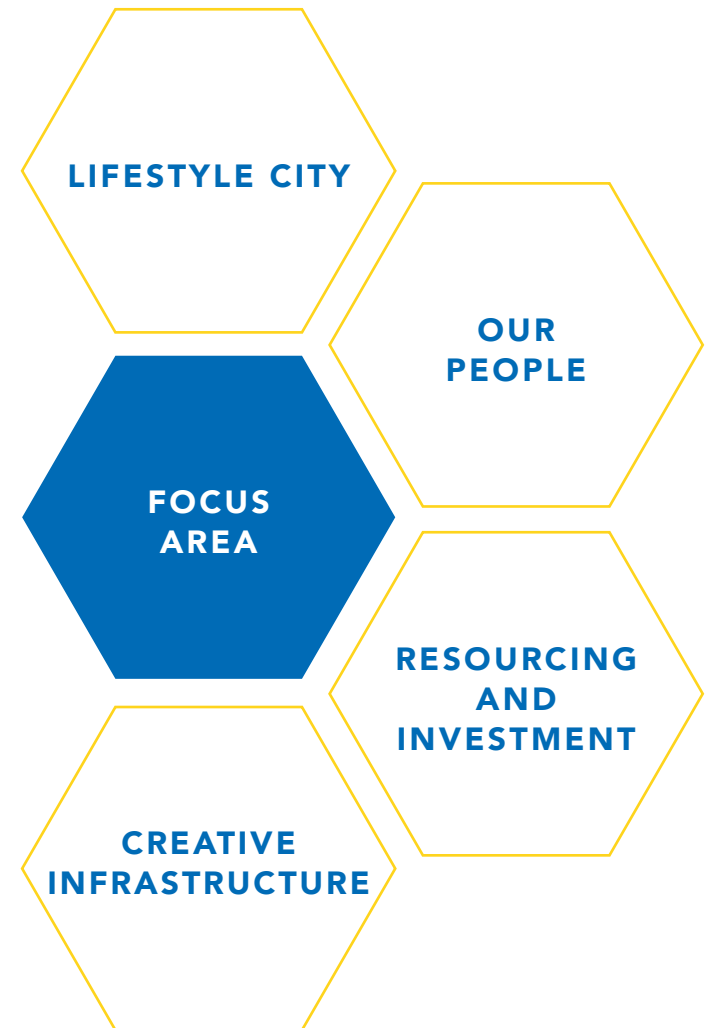 LIFESTYLE CITY
OUR
PEOPLE
FOCUS
AREA
RESOURCING
AND
INVESTMENT
CREATIVE
INFRASTRUCTURE